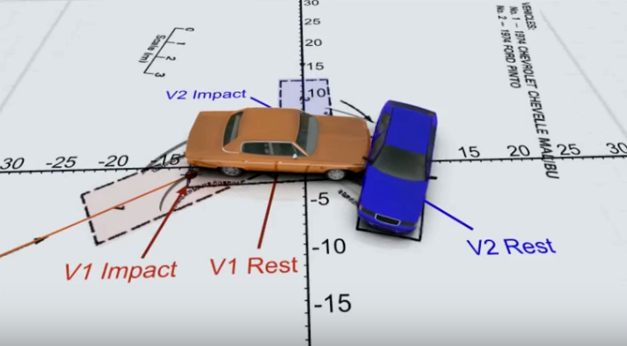 30
25
20
15
10
VEHICLES:
No. 1 – 1974 CHEVROLET CHEVELLE MALIBU
No. 2 – 1974 FORD PINTO
0
1
2
3
Scale (m)
V2 Impact
-30 -25 -20 -15
15 20 25 30
-5
-10
-15
V1 Impact
V1 Rest
V2 Rest